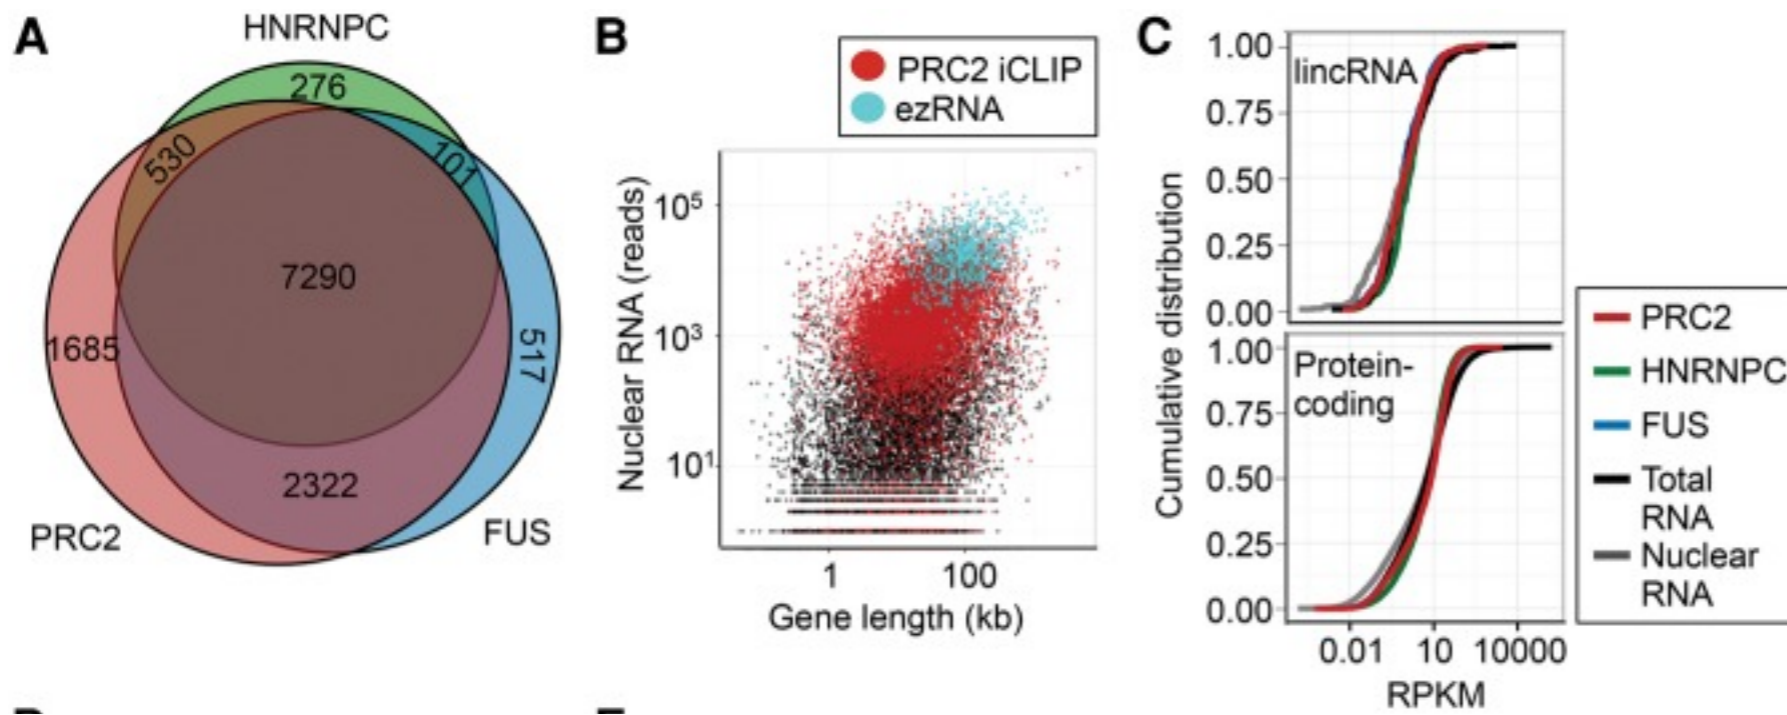 A
HNRNPC
276
530
101
7290
1685
517
2322
PRC2
FUS
B
PRC2 iCLIP
ezRNA
Nuclear RNA (reads)
10⁵
10³
10¹
1
100
Gene length (kb)
C
Cumulative distribution
lincRNA
1.00
0.75
0.50
0.25
0.00
Protein-
coding
1.00
0.75
0.50
0.25
0.00
0.01
10
10000
RPKM
PRC2
HNRNPC
FUS
Total
RNA
Nuclear
RNA